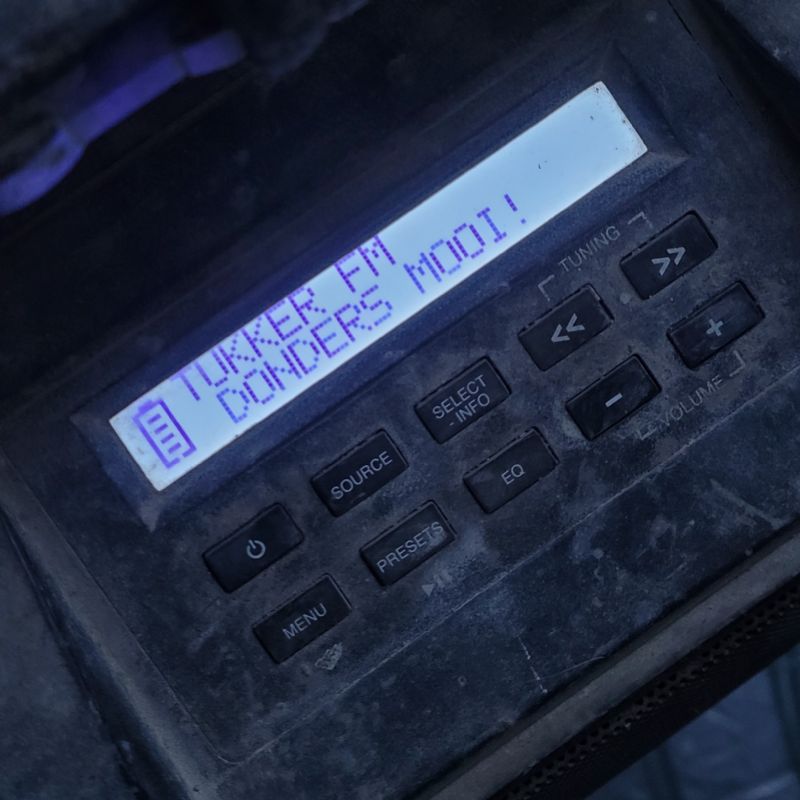 TUKKER FM
DONDERS MOOI!
TUNING
<< >>
SELECT
- INFO
- +
VOLUME
SOURCE
EQ
PRESETS
MENU